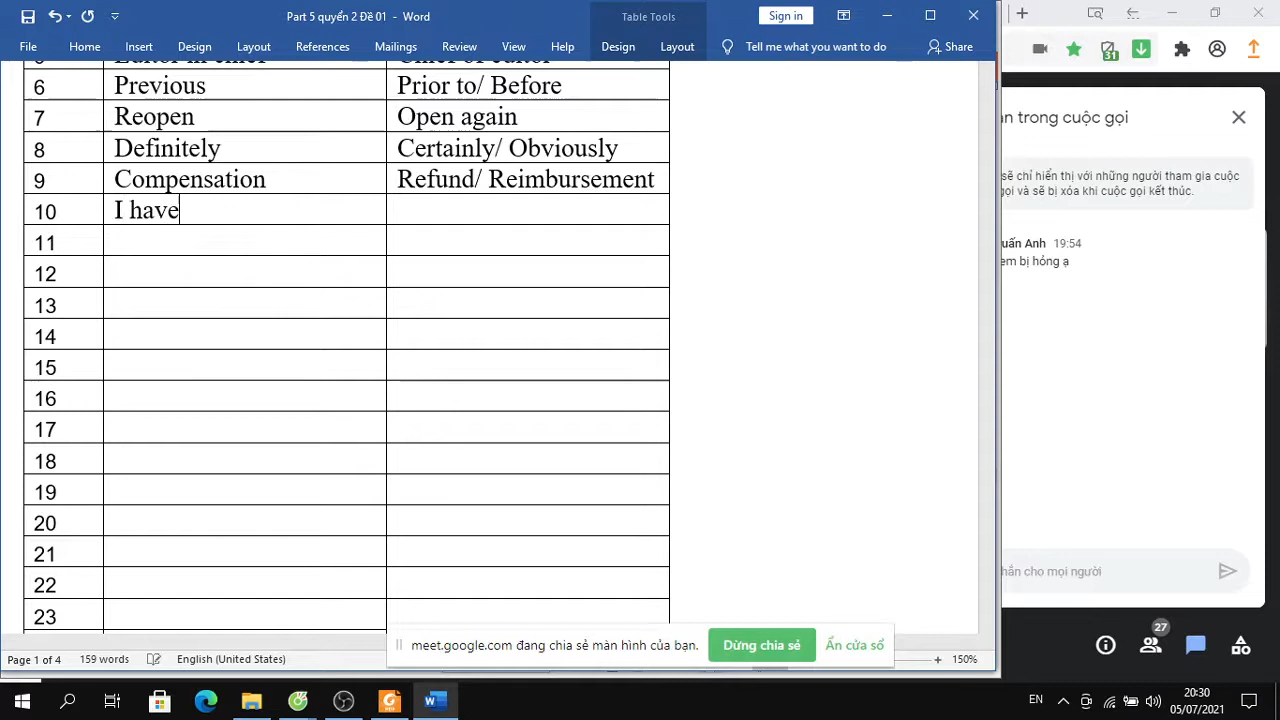 Part 5 quyển 2 Đề 01 - Word
Table Tools
Sign in
File
Home
Insert
Design
Layout
References
Mailings
Review
View
Help
Design
Layout
Tell me what you want to do
Share
6 Previous Prior to/ Before
7 Reopen Open again
8 Definitely Certainly/ Obviously
9 Compensation Refund/ Reimbursement
10 I have
11
12
13
14
15
16
17
18
19
20
21
22
23
meet.google.com đang chia sẻ màn hình của bạn.
Dừng chia sẻ
Ẩn cửa sổ
Page 1 of 4
159 words
English (United States)
150%
31
trong cuộc gọi
sẽ chỉ hiển thị với những người tham gia cuộc
gọi và sẽ bị xóa khi cuộc gọi kết thúc.
Anh 19:54
em bị hỏng ạ
cho mọi người
27
EN
20:30
05/07/2021